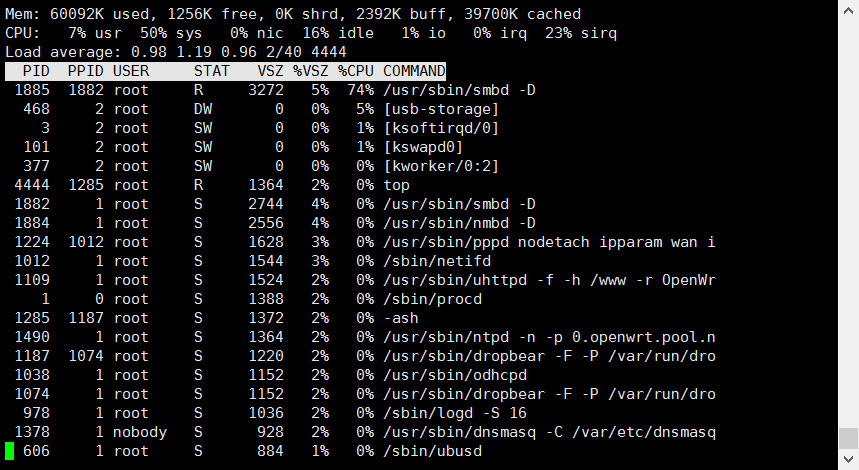 Mem: 60092K used, 1256K free, 0K shrd, 2392K buff, 39700K cached
CPU:   7% usr  50% sys   0% nic  16% idle   1% io   0% irq  23% sirq
Load average: 0.98 1.19 0.96 2/40 4444
  PID  PPID USER     STAT   VSZ %VSZ %CPU COMMAND
 1885  1882 root     R     3272   5%  74% /usr/sbin/smbd -D
  468     2 root     DW       0   0%   5% [usb-storage]
    3     2 root     SW       0   0%   1% [ksoftirqd/0]
  101     2 root     SW       0   0%   1% [kswapd0]
  377     2 root     SW       0   0%   0% [kworker/0:2]
 4444  1285 root     R     1364   2%   0% top
 1882     1 root     S     2744   4%   0% /usr/sbin/smbd -D
 1884     1 root     S     2556   4%   0% /usr/sbin/nmbd -D
 1224  1012 root     S     1628   3%   0% /usr/sbin/pppd nodetach ipparam wan i
 1012     1 root     S     1544   3%   0% /sbin/netifd
 1109     1 root     S     1524   2%   0% /usr/sbin/uhttpd -f -h /www -r OpenWr
    1     0 root     S     1388   2%   0% /sbin/procd
 1285  1187 root     S     1372   2%   0% -ash
 1490     1 root     S     1364   2%   0% /usr/sbin/ntpd -n -p 0.openwrt.pool.n
 1187  1074 root     S     1220   2%   0% /usr/sbin/dropbear -F -P /var/run/dro
 1038     1 root     S     1152   2%   0% /usr/sbin/odhcpd
 1074     1 root     S     1152   2%   0% /usr/sbin/dropbear -F -P /var/run/dro
  978     1 root     S     1036   2%   0% /sbin/logd -S 16
 1378     1 nobody   S      928   2%   0% /usr/sbin/dnsmasq -C /var/etc/dnsmasq
  606     1 root     S      884   1%   0% /sbin/ubusd